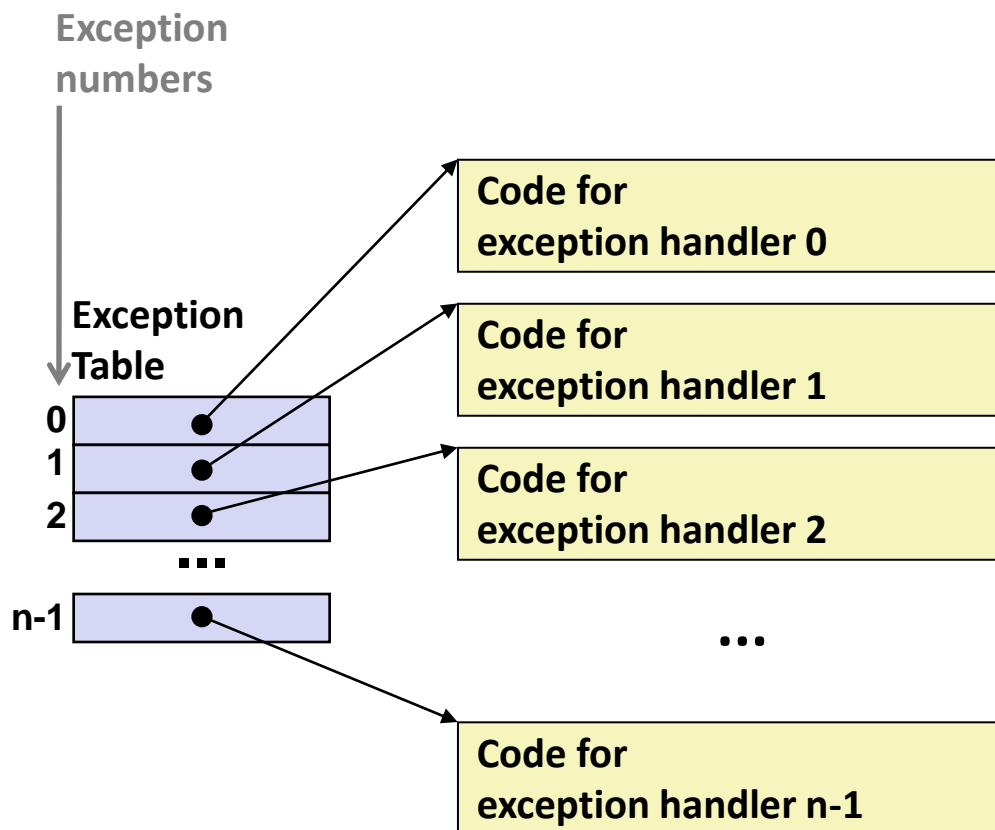 Exception
numbers
Exception
Table
0
1
2
...
n-1
Code for
exception handler 0
Code for
exception handler 1
Code for
exception handler 2
...
Code for
exception handler n-1